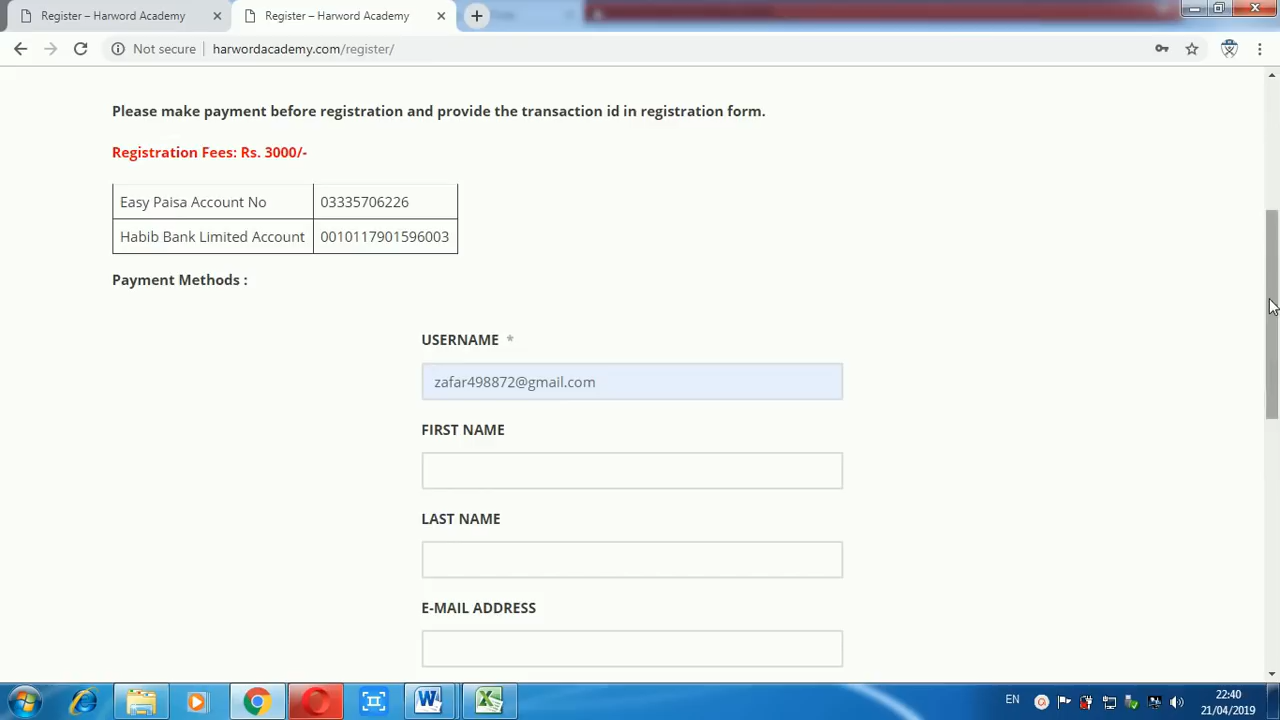 Register – Harword Academy
Register – Harword Academy
Not secure
harwordacademy.com/register/
Please make payment before registration and provide the transaction id in registration form.
Registration Fees: Rs. 3000/-
Easy Paisa Account No 03335706226
Habib Bank Limited Account 0010117901596003
Payment Methods :
USERNAME *
zafar498872@gmail.com
FIRST NAME
LAST NAME
E-MAIL ADDRESS
EN
22:40
21/04/2019